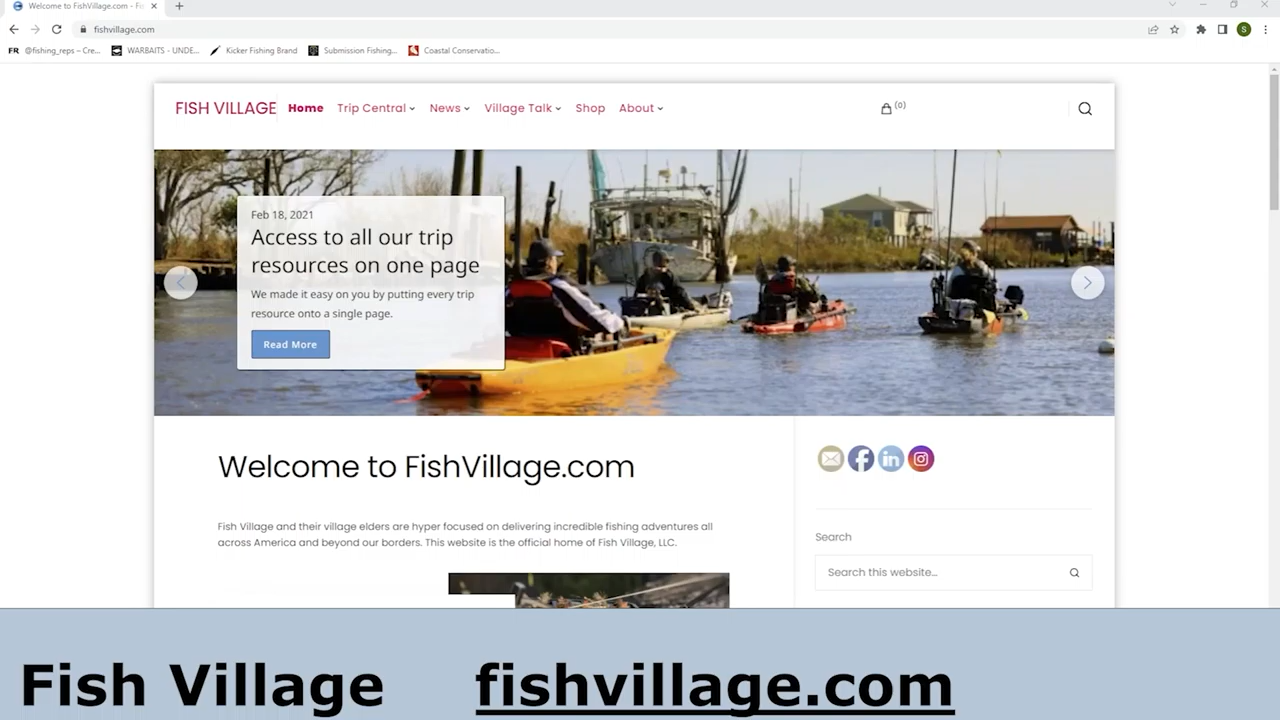 Welcome to FishVillage.com - Fi
fishvillage.com
FR @fishing_reps – Cre...
WARBAITS - UNDE...
Kicker Fishing Brand
Submission Fishing...
Coastal Conservatio...
S
FISH VILLAGE
Home
Trip Central
News
Village Talk
Shop
About
(0)
Feb 18, 2021
Access to all our trip
resources on one page
We made it easy on you by putting every trip
resource onto a single page.
Read More
Welcome to FishVillage.com
Fish Village and their village elders are hyper focused on delivering incredible fishing adventures all
across America and beyond our borders. This website is the official home of Fish Village, LLC.
Search
Search this website...
Fish Village
fishvillage.com